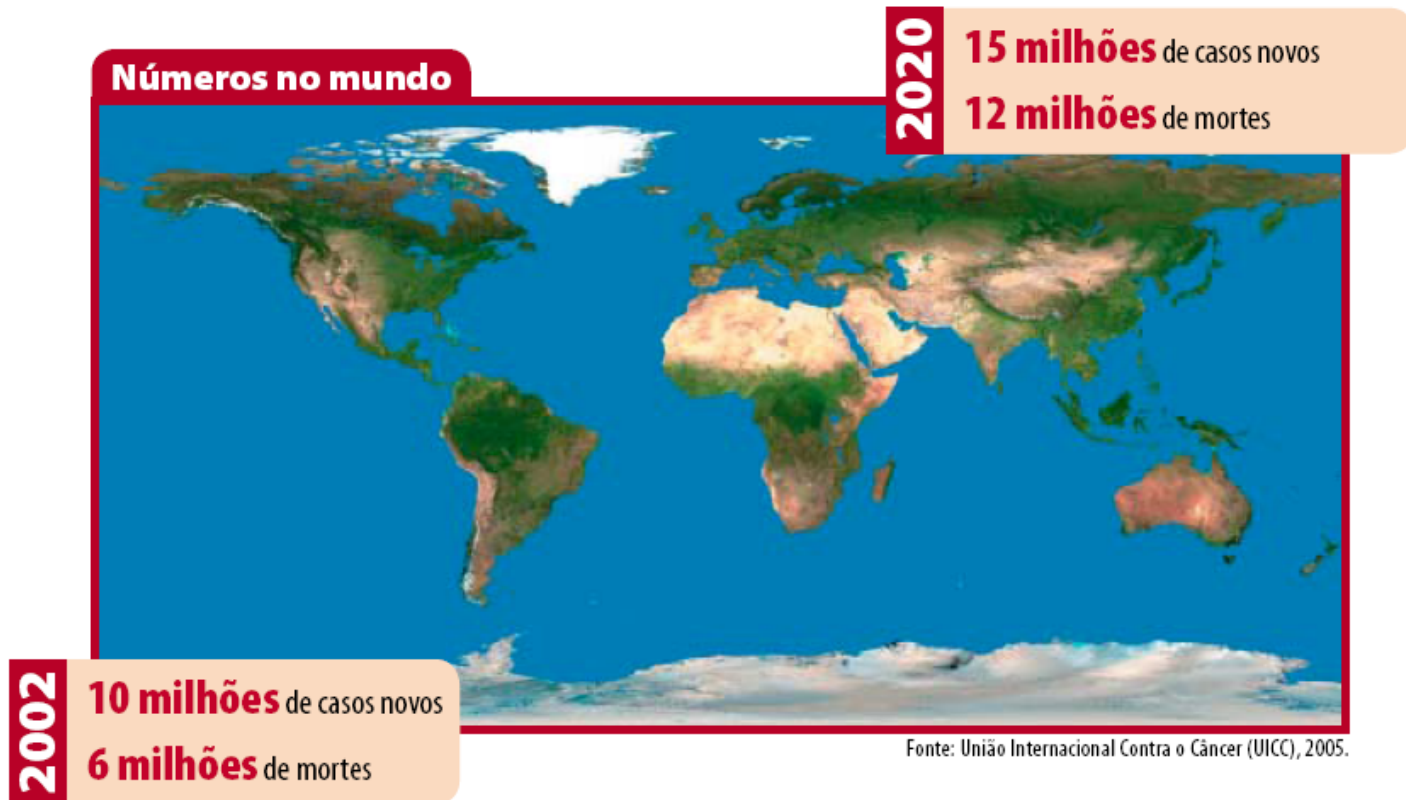 Números no mundo
2020
15 milhões de casos novos
12 milhões de mortes
2002
10 milhões de casos novos
6 milhões de mortes
Fonte: União Internacional Contra o Câncer (UICC), 2005.